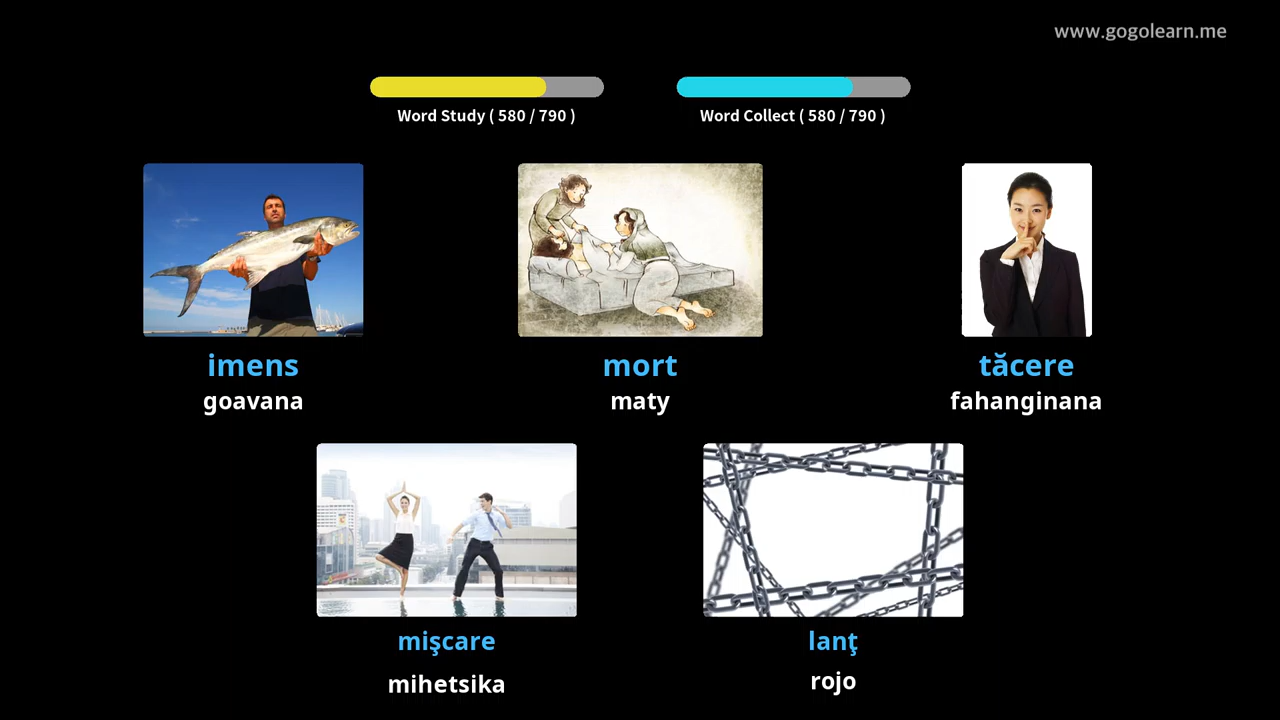 www.gogolearn.me
Word Study ( 580 / 790 )
Word Collect ( 580 / 790 )
imens
goavana
mort
maty
tăcere
fahanginana
mişcare
mihetsika
lanţ
rojo